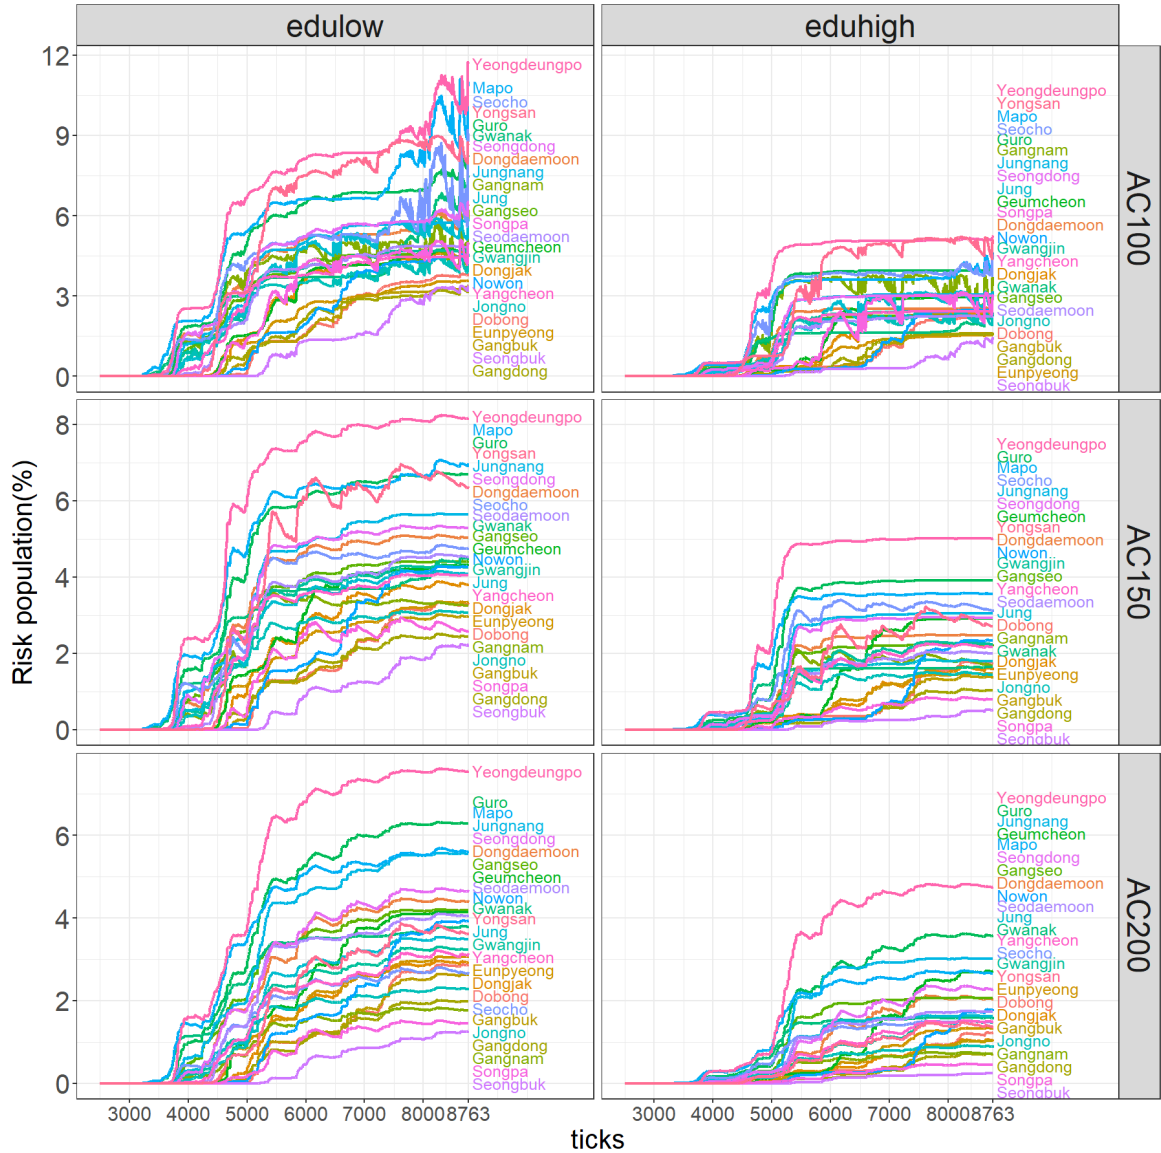 edulow
eduhigh
12
9
6
3
0
Yeongdeungpo
Mapo
Seocho
Yongsan
Guro
Gwanak
Seongdong
Dongdaemoon
Jungnang
Gangnam
Jung
Gangseo
Songpa
Seodaemoon
Geumcheon
Gwangjin
Dongjak
Nowon
Yangcheon
Jongno
Dobong
Eunpyeong
Gangbuk
Seongbuk
Gangdong
Yeongdeungpo
Yongsan
Mapo
Seocho
Guro
Gangnam
Jungnang
Seongdong
Jung
Geumcheon
Songpa
Dongdaemoon
Nowon
Gwangjin
Yangcheon
Dongjak
Gwanak
Gangseo
Seodaemoon
Jongno
Dobong
Gangbuk
Gangdong
Eunpyeong
Seongbuk
AC100
Risk population(%)
8
6
4
2
0
Yeongdeungpo
Mapo
Guro
Yongsan
Jungnang
Seongdong
Dongdaemoon
Seocho
Seodaemoon
Gwanak
Gangseo
Geumcheon
Nowon
Gwangjin
Jung
Yangcheon
Dongjak
Eunpyeong
Dobong
Gangnam
Jongno
Gangbuk
Songpa
Gangdong
Seongbuk
Yeongdeungpo
Guro
Mapo
Seocho
Jungnang
Seongdong
Geumcheon
Yongsan
Dongdaemoon
Nowon
Gwangjin
Gangseo
Yangcheon
Seodaemoon
Jung
Dobong
Gangnam
Gwanak
Dongjak
Eunpyeong
Jongno
Gangbuk
Gangdong
Songpa
Seongbuk
AC150
6
4
2
0
Yeongdeungpo
Guro
Mapo
Jungnang
Seongdong
Dongdaemoon
Gangseo
Geumcheon
Seodaemoon
Nowon
Gwanak
Yongsan
Jung
Gwangjin
Yangcheon
Eunpyeong
Dongjak
Dobong
Seocho
Gangbuk
Jongno
Gangdong
Gangnam
Songpa
Seongbuk
Yeongdeungpo
Guro
Jungnang
Geumcheon
Mapo
Seongdong
Gangseo
Dongdaemoon
Nowon
Seodaemoon
Jung
Gwanak
Yangcheon
Seocho
Gwangjin
Yongsan
Eunpyeong
Dobong
Dongjak
Gangbuk
Jongno
Gangnam
Gangdong
Songpa
Seongbuk
AC200
3000 4000 5000 6000 7000 8000 8763
3000 4000 5000 6000 7000 8000 8763
ticks